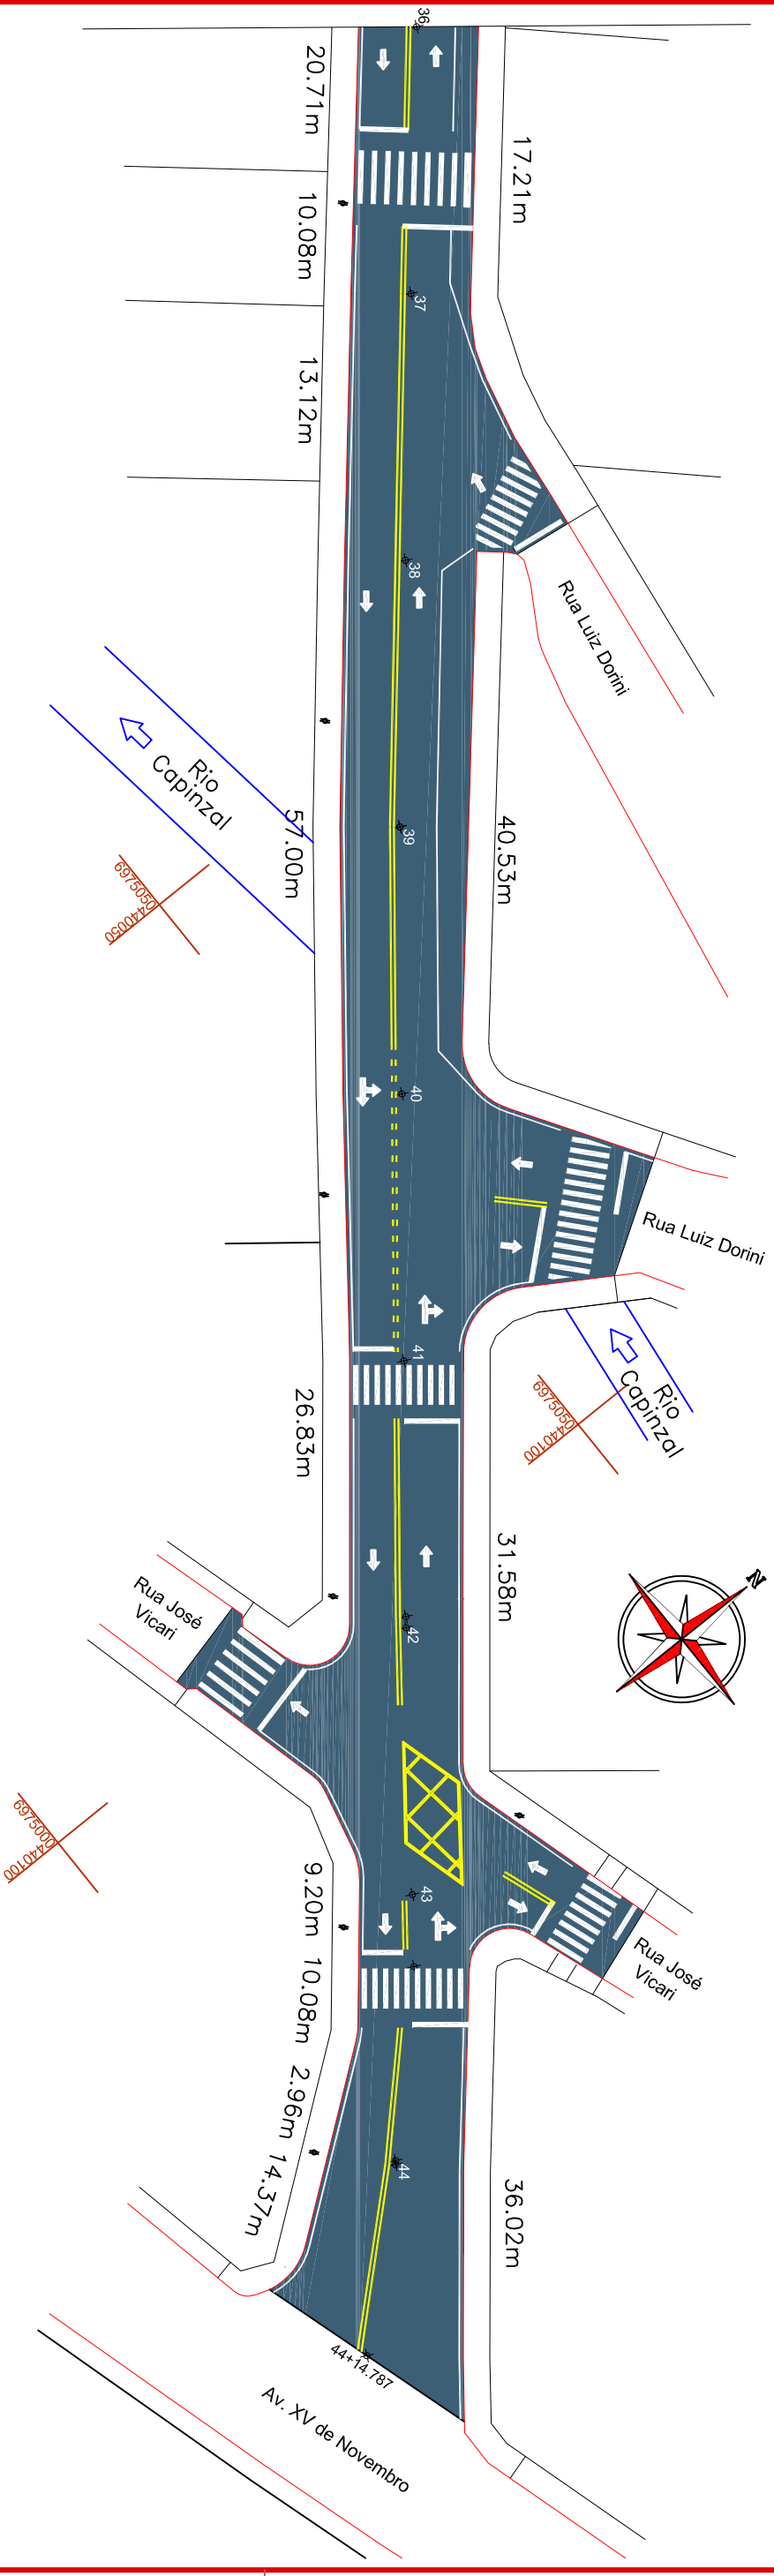 36
20.71m
17.21m
10.08m
37
13.12m
38
Rua Luiz Dorini
Rio
Capinzal
57.00m
39
40.53m
6975050
440050
40
Rua Luiz Dorini
41
Rio
Capinzal
6975050
440100
26.83m
31.58m
N
Rua José
Vicari
42
6975000
440100
9.20m
43
Rua José
Vicari
10.08m
2.96m
14.37m
44
36.02m
44+14.787
Av. XV de Novembro